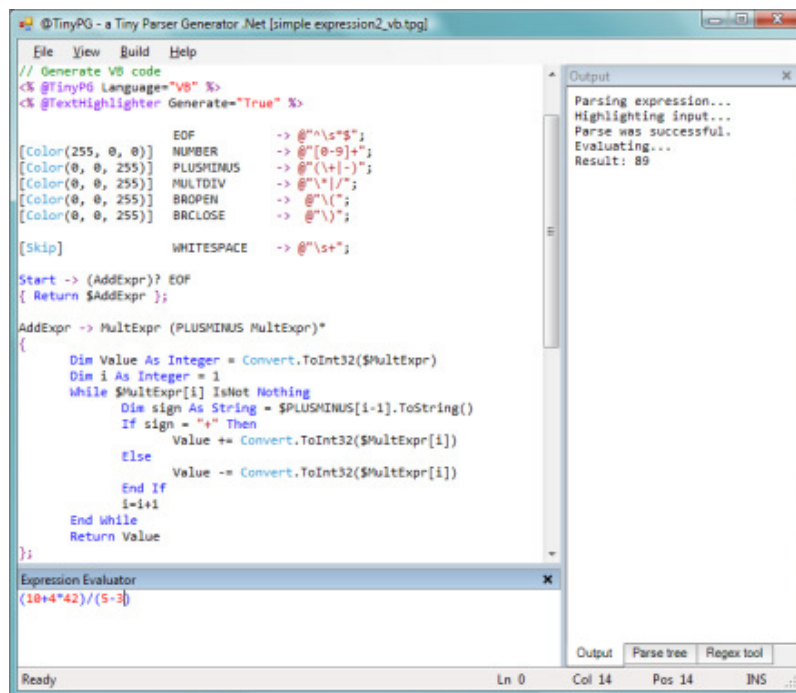 @TinyPG - a Tiny Parser Generator .Net [simple expression2_vb.tpg]
File View Build Help
// Generate VB code
<% @TinyPG Language="VB" %>
<% @TextHighlighter Generate="True" %>
EOF -> @"^\s*$";
[Color(255, 0, 0)] NUMBER -> @"[0-9]+";
[Color(0, 0, 255)] PLUSMINUS -> @"(\+|-)";
[Color(0, 0, 255)] MULTDIV -> @"\*|/";
[Color(0, 0, 255)] BROPEN -> @"\(";
[Color(0, 0, 255)] BRCLOSE -> @"\)";
[Skip] WHITESPACE -> @"\s+";
Start -> (AddExpr)? EOF
{ Return $AddExpr };
AddExpr -> MultExpr (PLUSMINUS MultExpr)*
{
Dim Value As Integer = Convert.ToInt32($MultExpr)
Dim i As Integer = 1
While $MultExpr[i] IsNot Nothing
Dim sign As String = $PLUSMINUS[i-1].ToString()
If sign = "+" Then
Value += Convert.ToInt32($MultExpr[i])
Else
Value -= Convert.ToInt32($MultExpr[i])
End If
i=i+1
End While
Return Value
};
Output
Parsing expression...
Highlighting input...
Parse was successful.
Evaluating...
Result: 89
Expression Evaluator
(10+4*42)/(5-3)
Output Parse tree Regex tool
Ready Ln 0 Col 14 Pos 14 INS